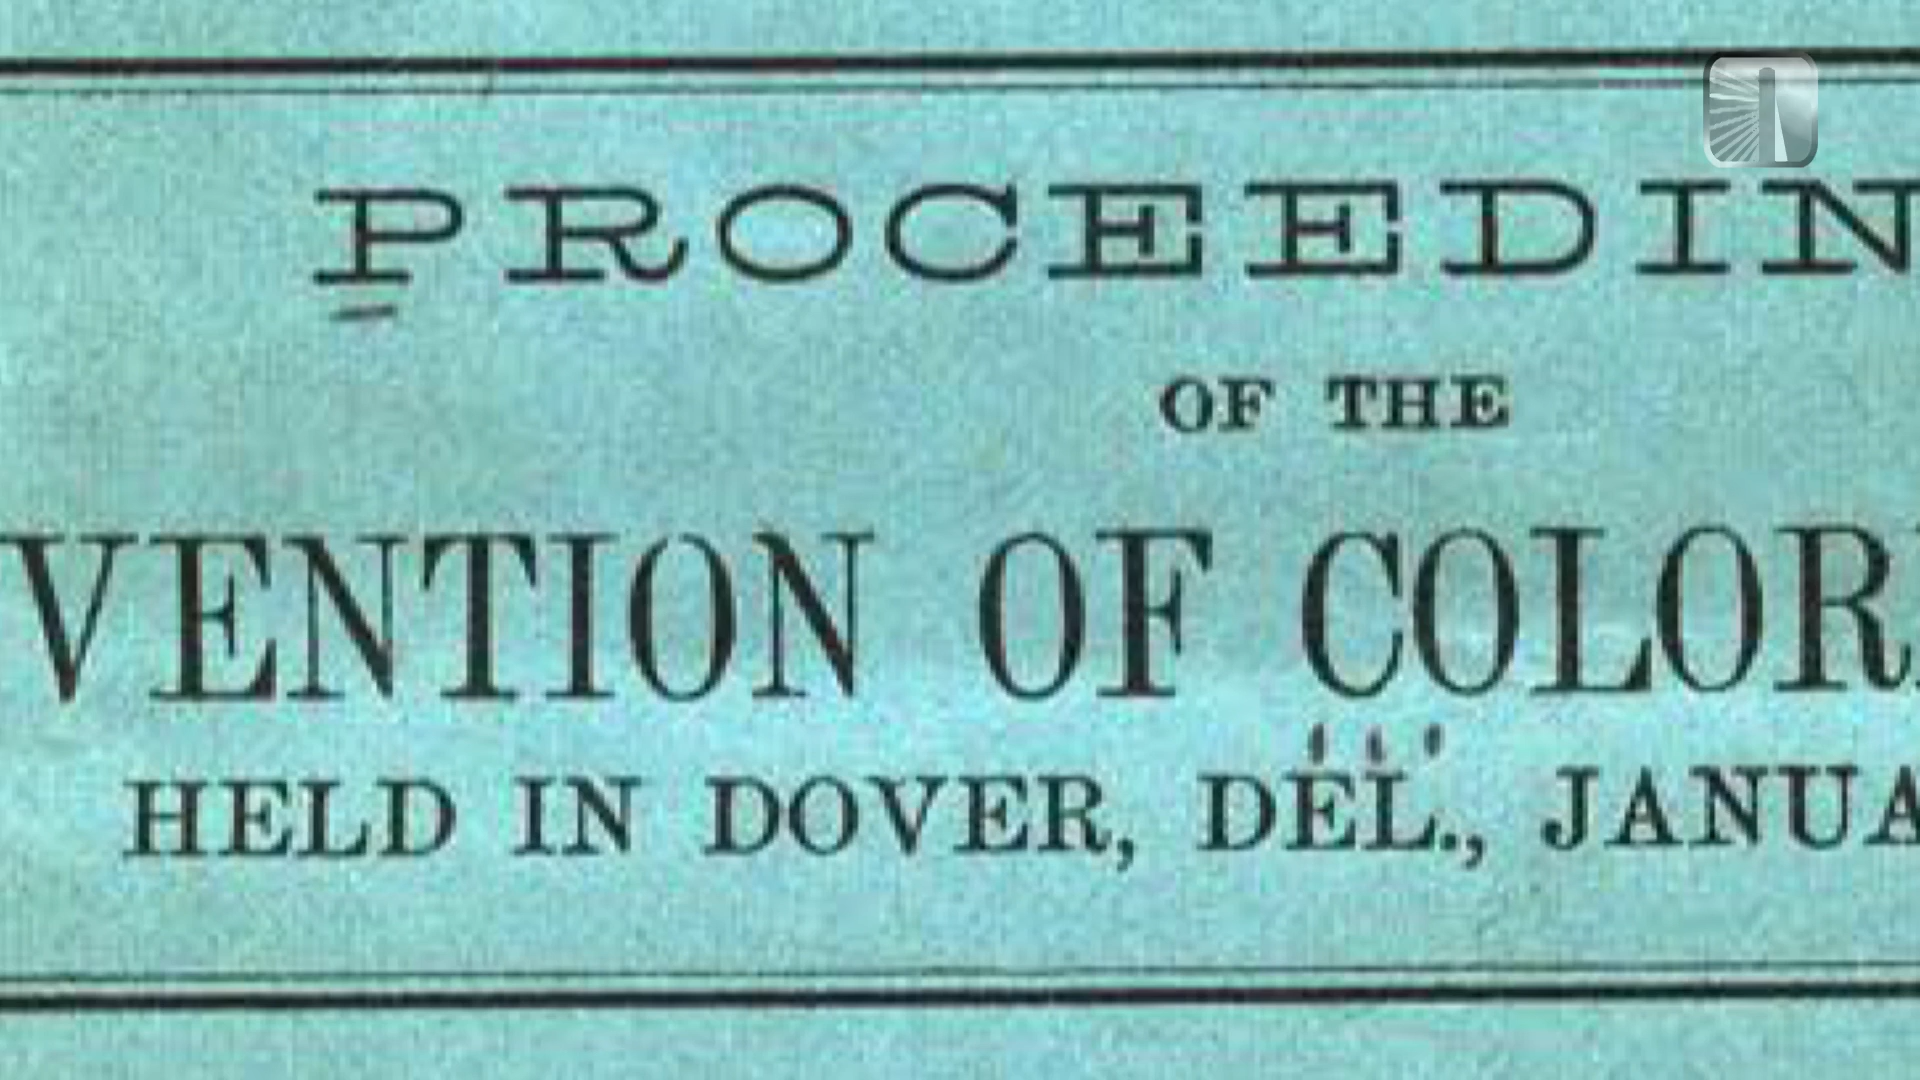 PROCEEDIN
OF THE
VENTION OF COLOR
HELD IN DOVER, DEL., JANUA